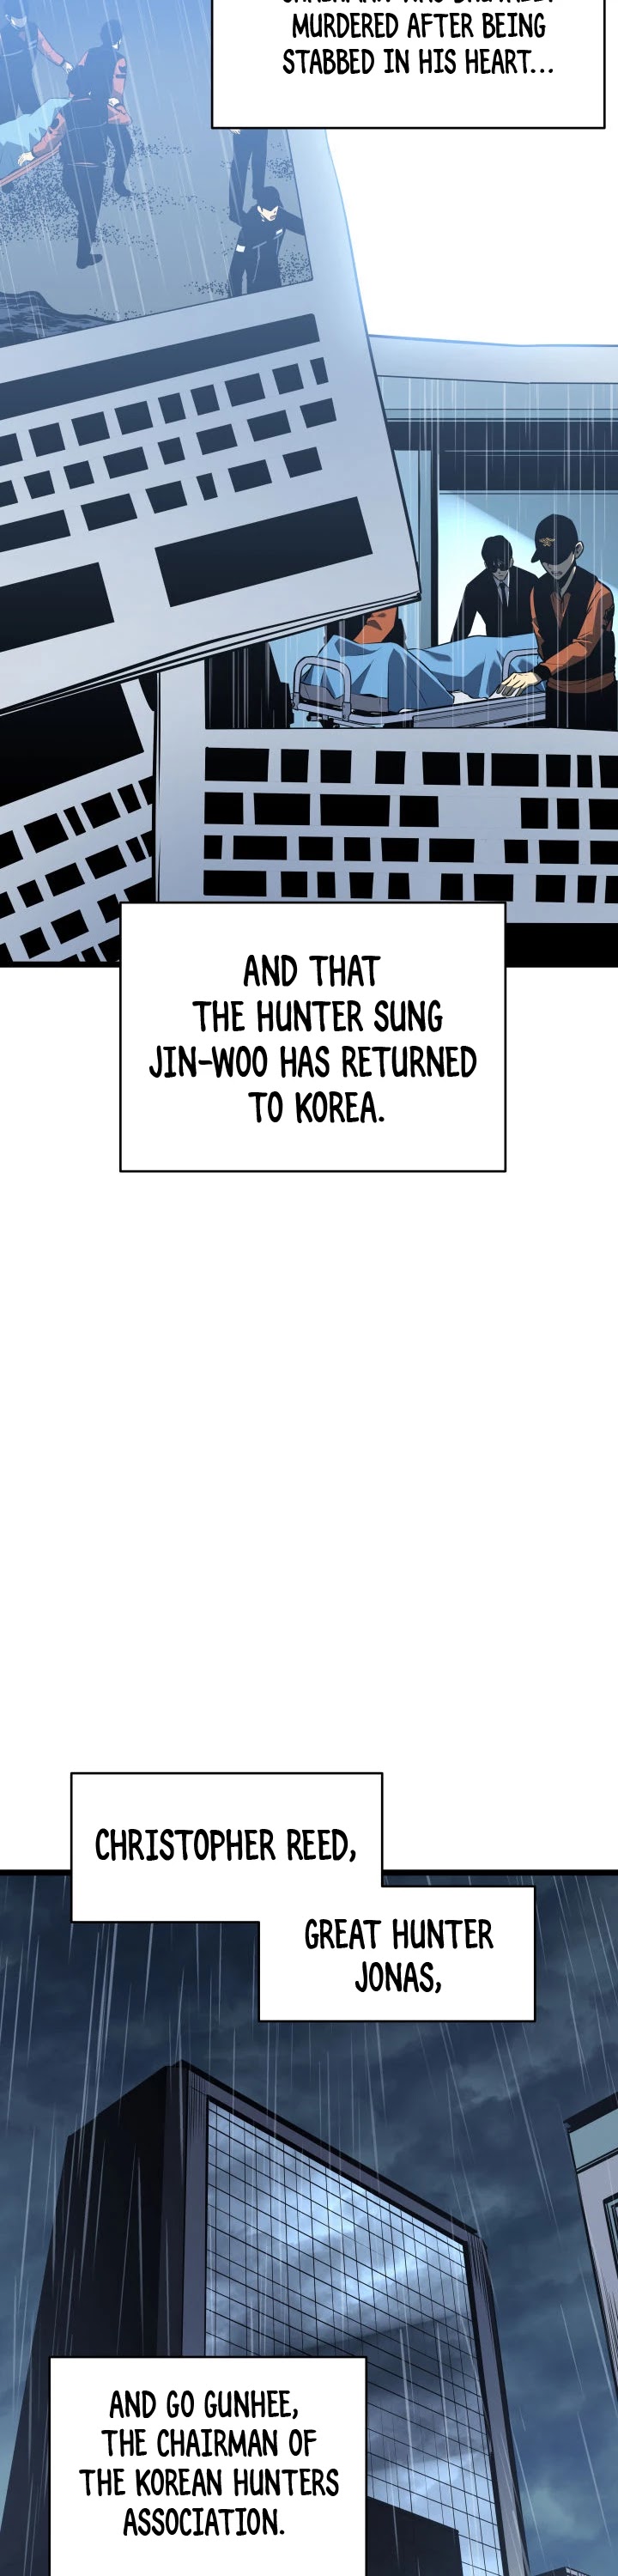 MURDERED AFTER BEING
STABBED IN HIS HEART...
AND THAT
THE HUNTER SUNG
JIN-WOO HAS RETURNED
TO KOREA.
CHRISTOPHER REED,
GREAT HUNTER
JONAS,
AND GO GUNHEE,
THE CHAIRMAN OF
THE KOREAN HUNTERS
ASSOCIATION.